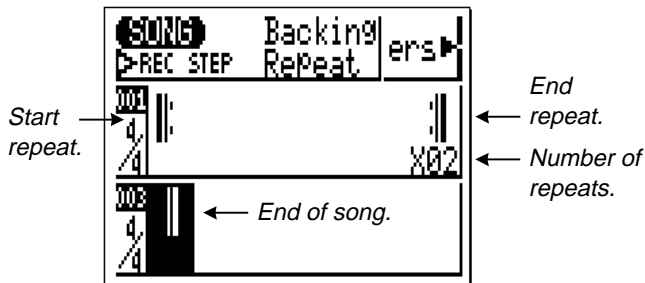 SONG Backing
>REC STEP Repeat ers
001
4/4
X02
003
4/4
Start
repeat.
End
repeat.
Number of
repeats.
End of song.